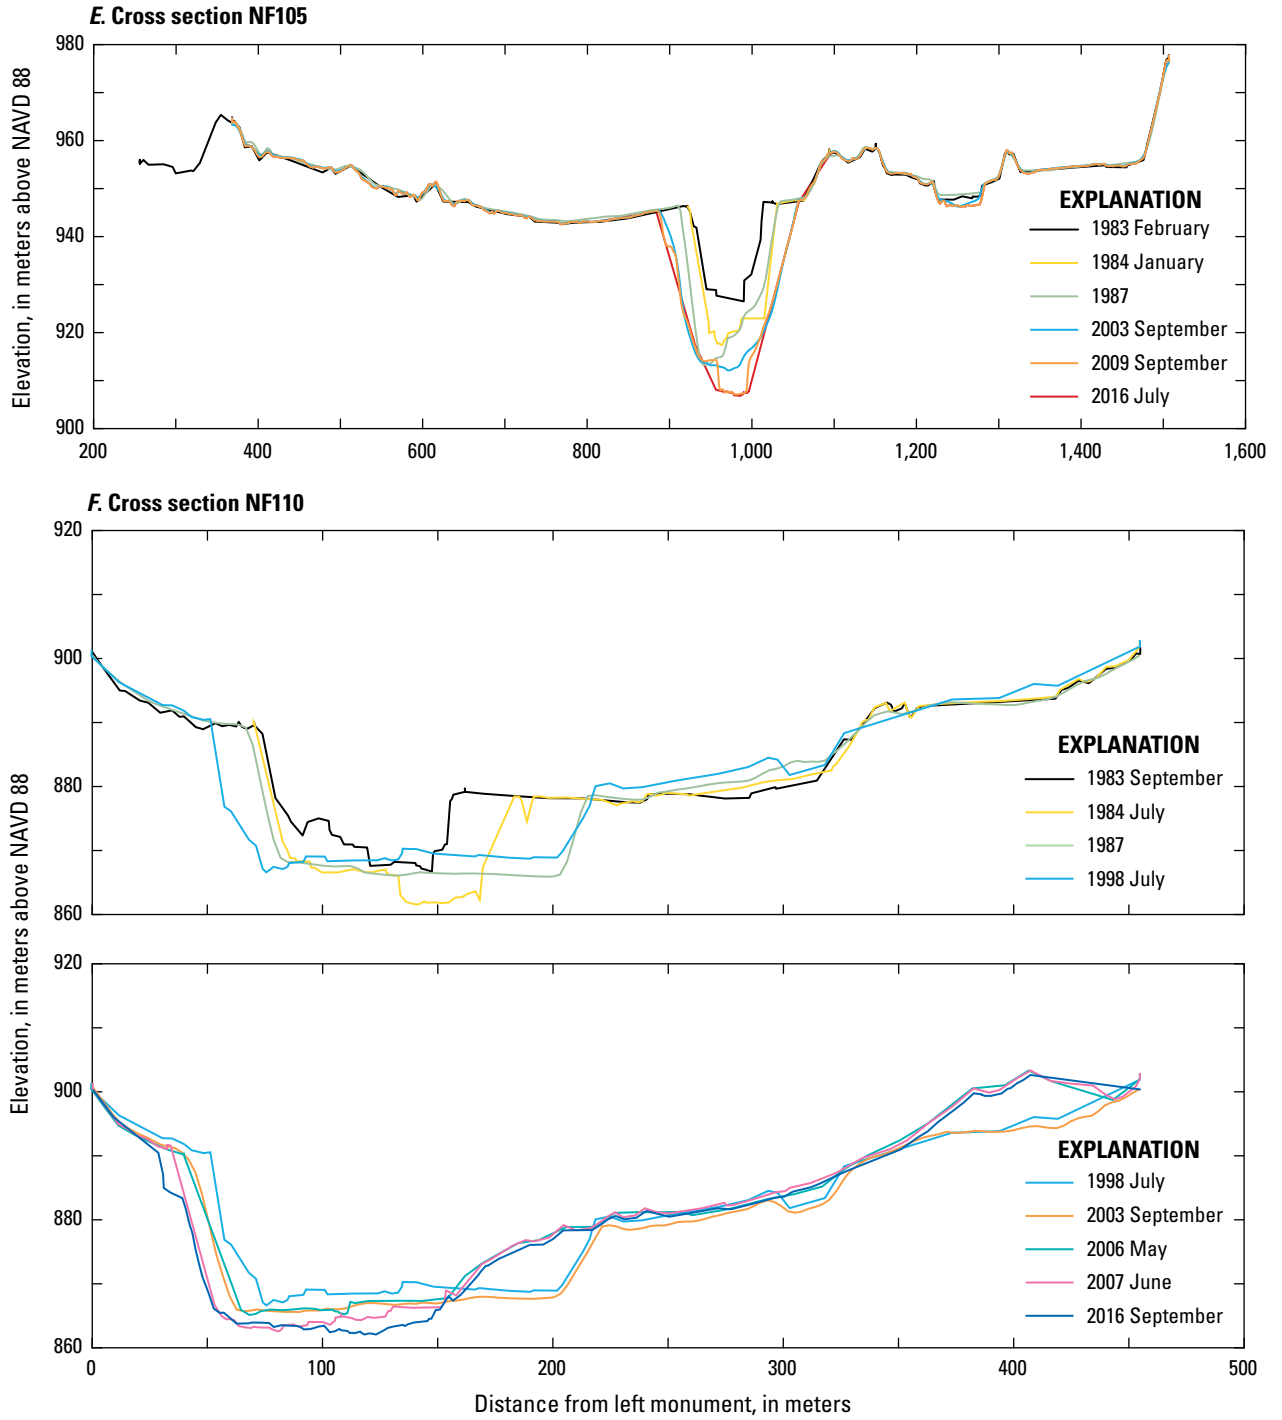 E. Cross section NF105
980
960
940
920
900
Elevation, in meters above NAVD 88
200 400 600 800 1,000 1,200 1,400 1,600
EXPLANATION
1983 February
1984 January
1987
2003 September
2009 September
2016 July
F. Cross section NF110
920
900
880
860
EXPLANATION
1983 September
1984 July
1987
1998 July
Elevation, in meters above NAVD 88
920
900
880
860
EXPLANATION
1998 July
2003 September
2006 May
2007 June
2016 September
0 100 200 300 400 500
Distance from left monument, in meters